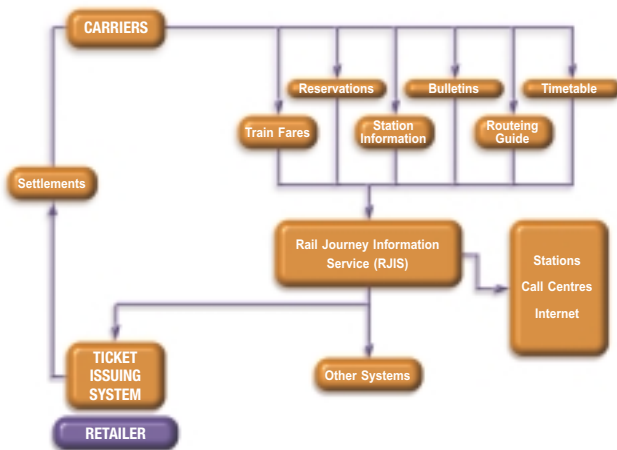 CARRIERS
Reservations
Bulletins
Timetable
Train Fares
Station
Information
Routeing
Guide
Settlements
Rail Journey Information
Service (RJIS)
Stations
Call Centres
Internet
TICKET
ISSUING
SYSTEM
Other Systems
RETAILER